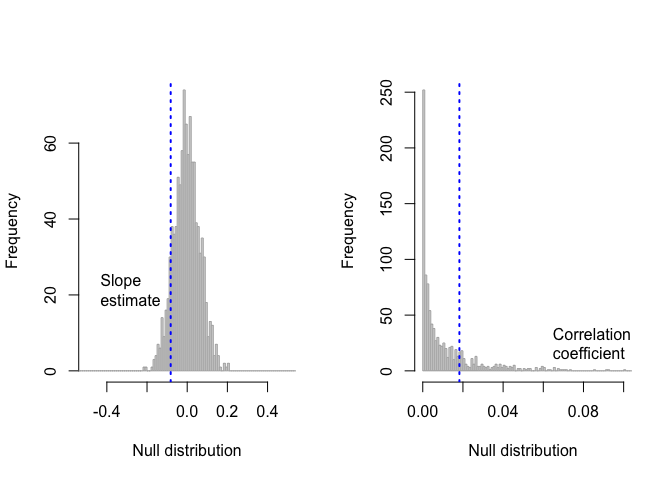 Frequency
60
40
20
0
Slope
estimate
-0.4
0.0
0.2
0.4
Null distribution
Frequency
250
200
150
100
50
0
Correlation
coefficient
0.00
0.04
0.08
Null distribution